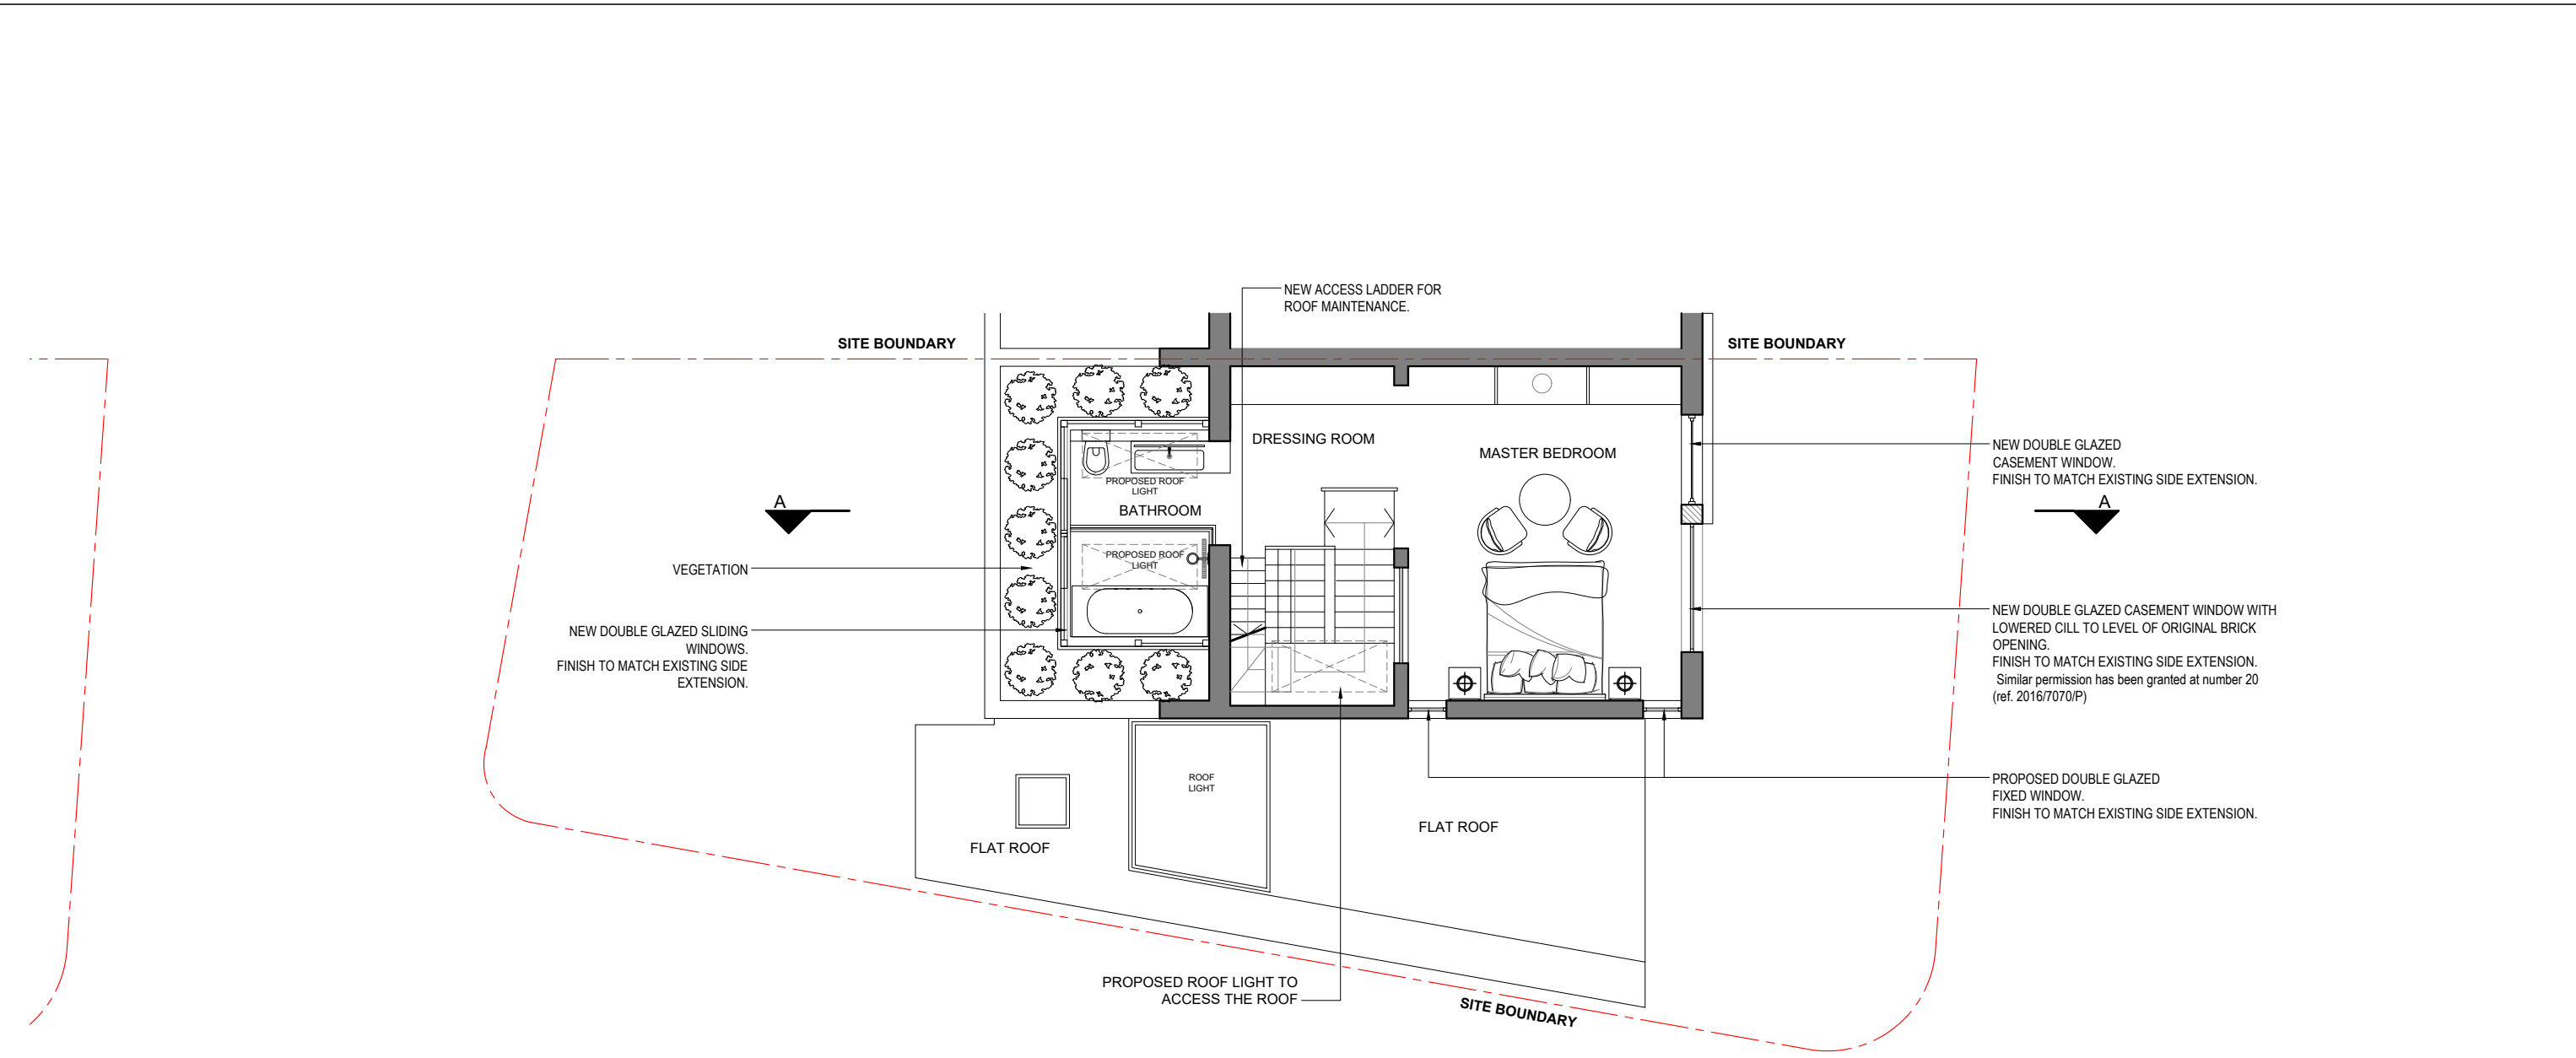 NEW ACCESS LADDER FOR
ROOF MAINTENANCE.
SITE BOUNDARY
SITE BOUNDARY
DRESSING ROOM
MASTER BEDROOM
NEW DOUBLE GLAZED
CASEMENT WINDOW.
FINISH TO MATCH EXISTING SIDE EXTENSION.
PROPOSED ROOF
LIGHT
A
BATHROOM
A
PROPOSED ROOF
LIGHT
VEGETATION
NEW DOUBLE GLAZED SLIDING
WINDOWS.
FINISH TO MATCH EXISTING SIDE
EXTENSION.
NEW DOUBLE GLAZED CASEMENT WINDOW WITH
LOWERED CILL TO LEVEL OF ORIGINAL BRICK
OPENING.
FINISH TO MATCH EXISTING SIDE EXTENSION.
Similar permission has been granted at number 20
(ref. 2016/7070/P)
ROOF
LIGHT
PROPOSED DOUBLE GLAZED
FIXED WINDOW.
FINISH TO MATCH EXISTING SIDE EXTENSION.
FLAT ROOF
FLAT ROOF
PROPOSED ROOF LIGHT TO
ACCESS THE ROOF
SITE BOUNDARY